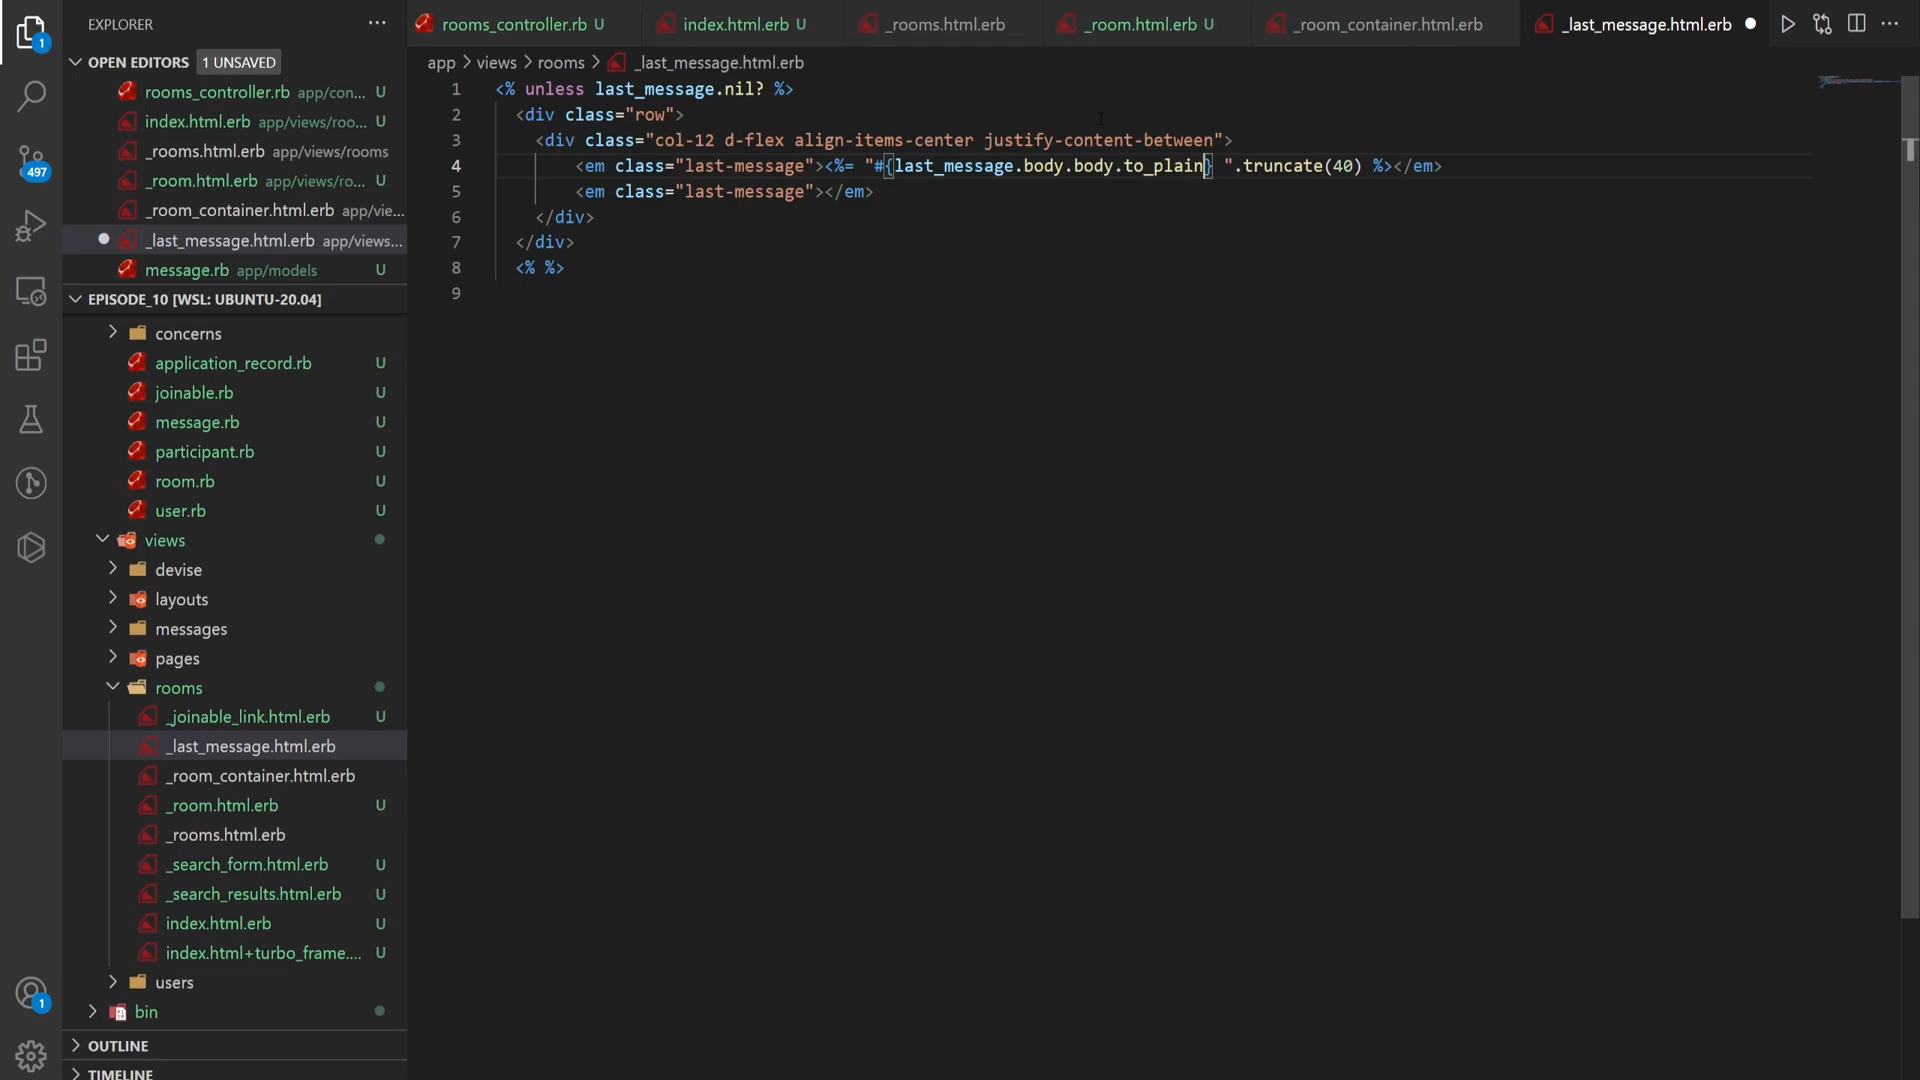 EXPLORER
OPEN EDITORS 1 UNSAVED
rooms_controller.rb app/con... U
index.html.erb app/views/roo... U
_rooms.html.erb app/views/rooms
_room.html.erb app/views/ro... U
_room_container.html.erb app/vie...
_last_message.html.erb app/views...
message.rb app/models U
EPISODE_10 [WSL: UBUNTU-20.04]
concerns
application_record.rb U
joinable.rb U
message.rb U
participant.rb U
room.rb U
user.rb U
views
devise
layouts
messages
pages
rooms
_joinable_link.html.erb U
_last_message.html.erb
_room_container.html.erb
_room.html.erb U
_rooms.html.erb
_search_form.html.erb U
_search_results.html.erb U
index.html.erb U
index.html+turbo_frame.... U
users
bin
OUTLINE
TIMELINE
1
497
1
rooms_controller.rb U index.html.erb U _rooms.html.erb _room.html.erb U _room_container.html.erb _last_message.html.erb
app > views > rooms > _last_message.html.erb
1 <% unless last_message.nil? %>
2 <div class="row">
3 <div class="col-12 d-flex align-items-center justify-content-between">
4 <em class="last-message"><%= "#{last_message.body.body.to_plain} ".truncate(40) %></em>
5 <em class="last-message"></em>
6 </div>
7 </div>
8 <% %>
9